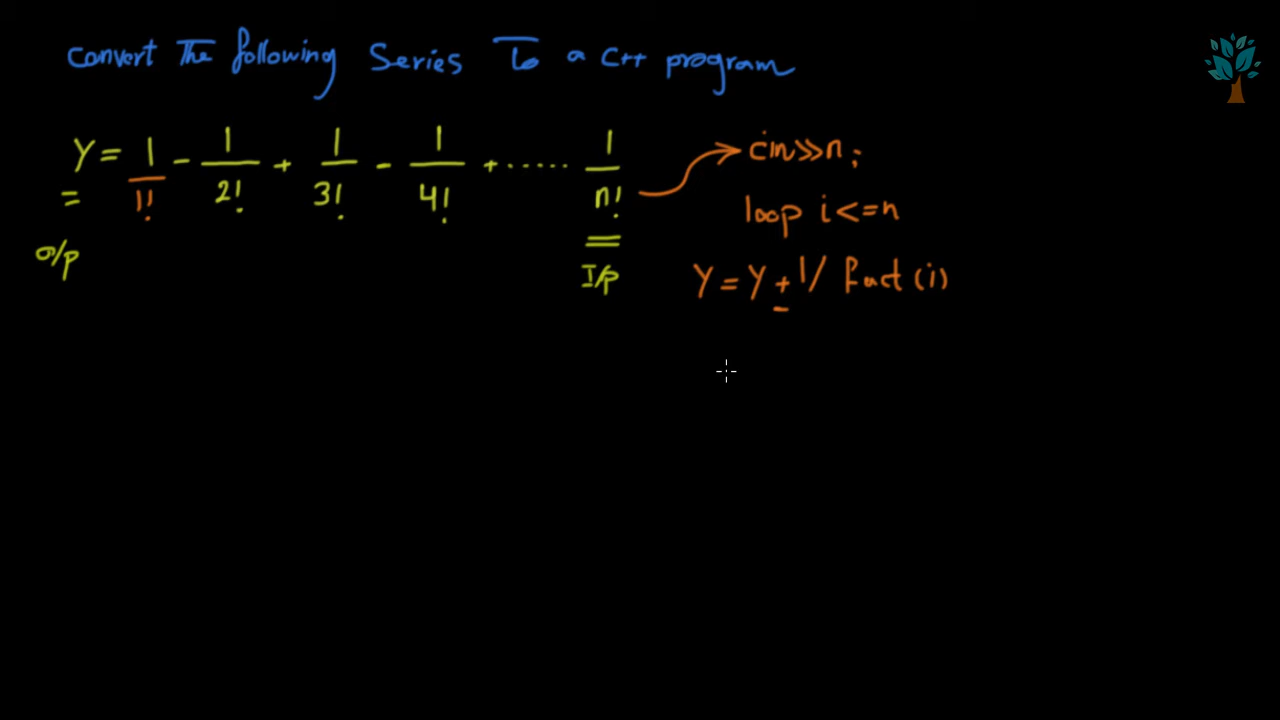 Convert The following Series To a C++ program
Y = 1/1! - 1/2! + 1/3! - 1/4! + ..... 1/n!
cin>>n;
loop i<=n
o/p
I/p
Y = Y ± 1/ fact (i)